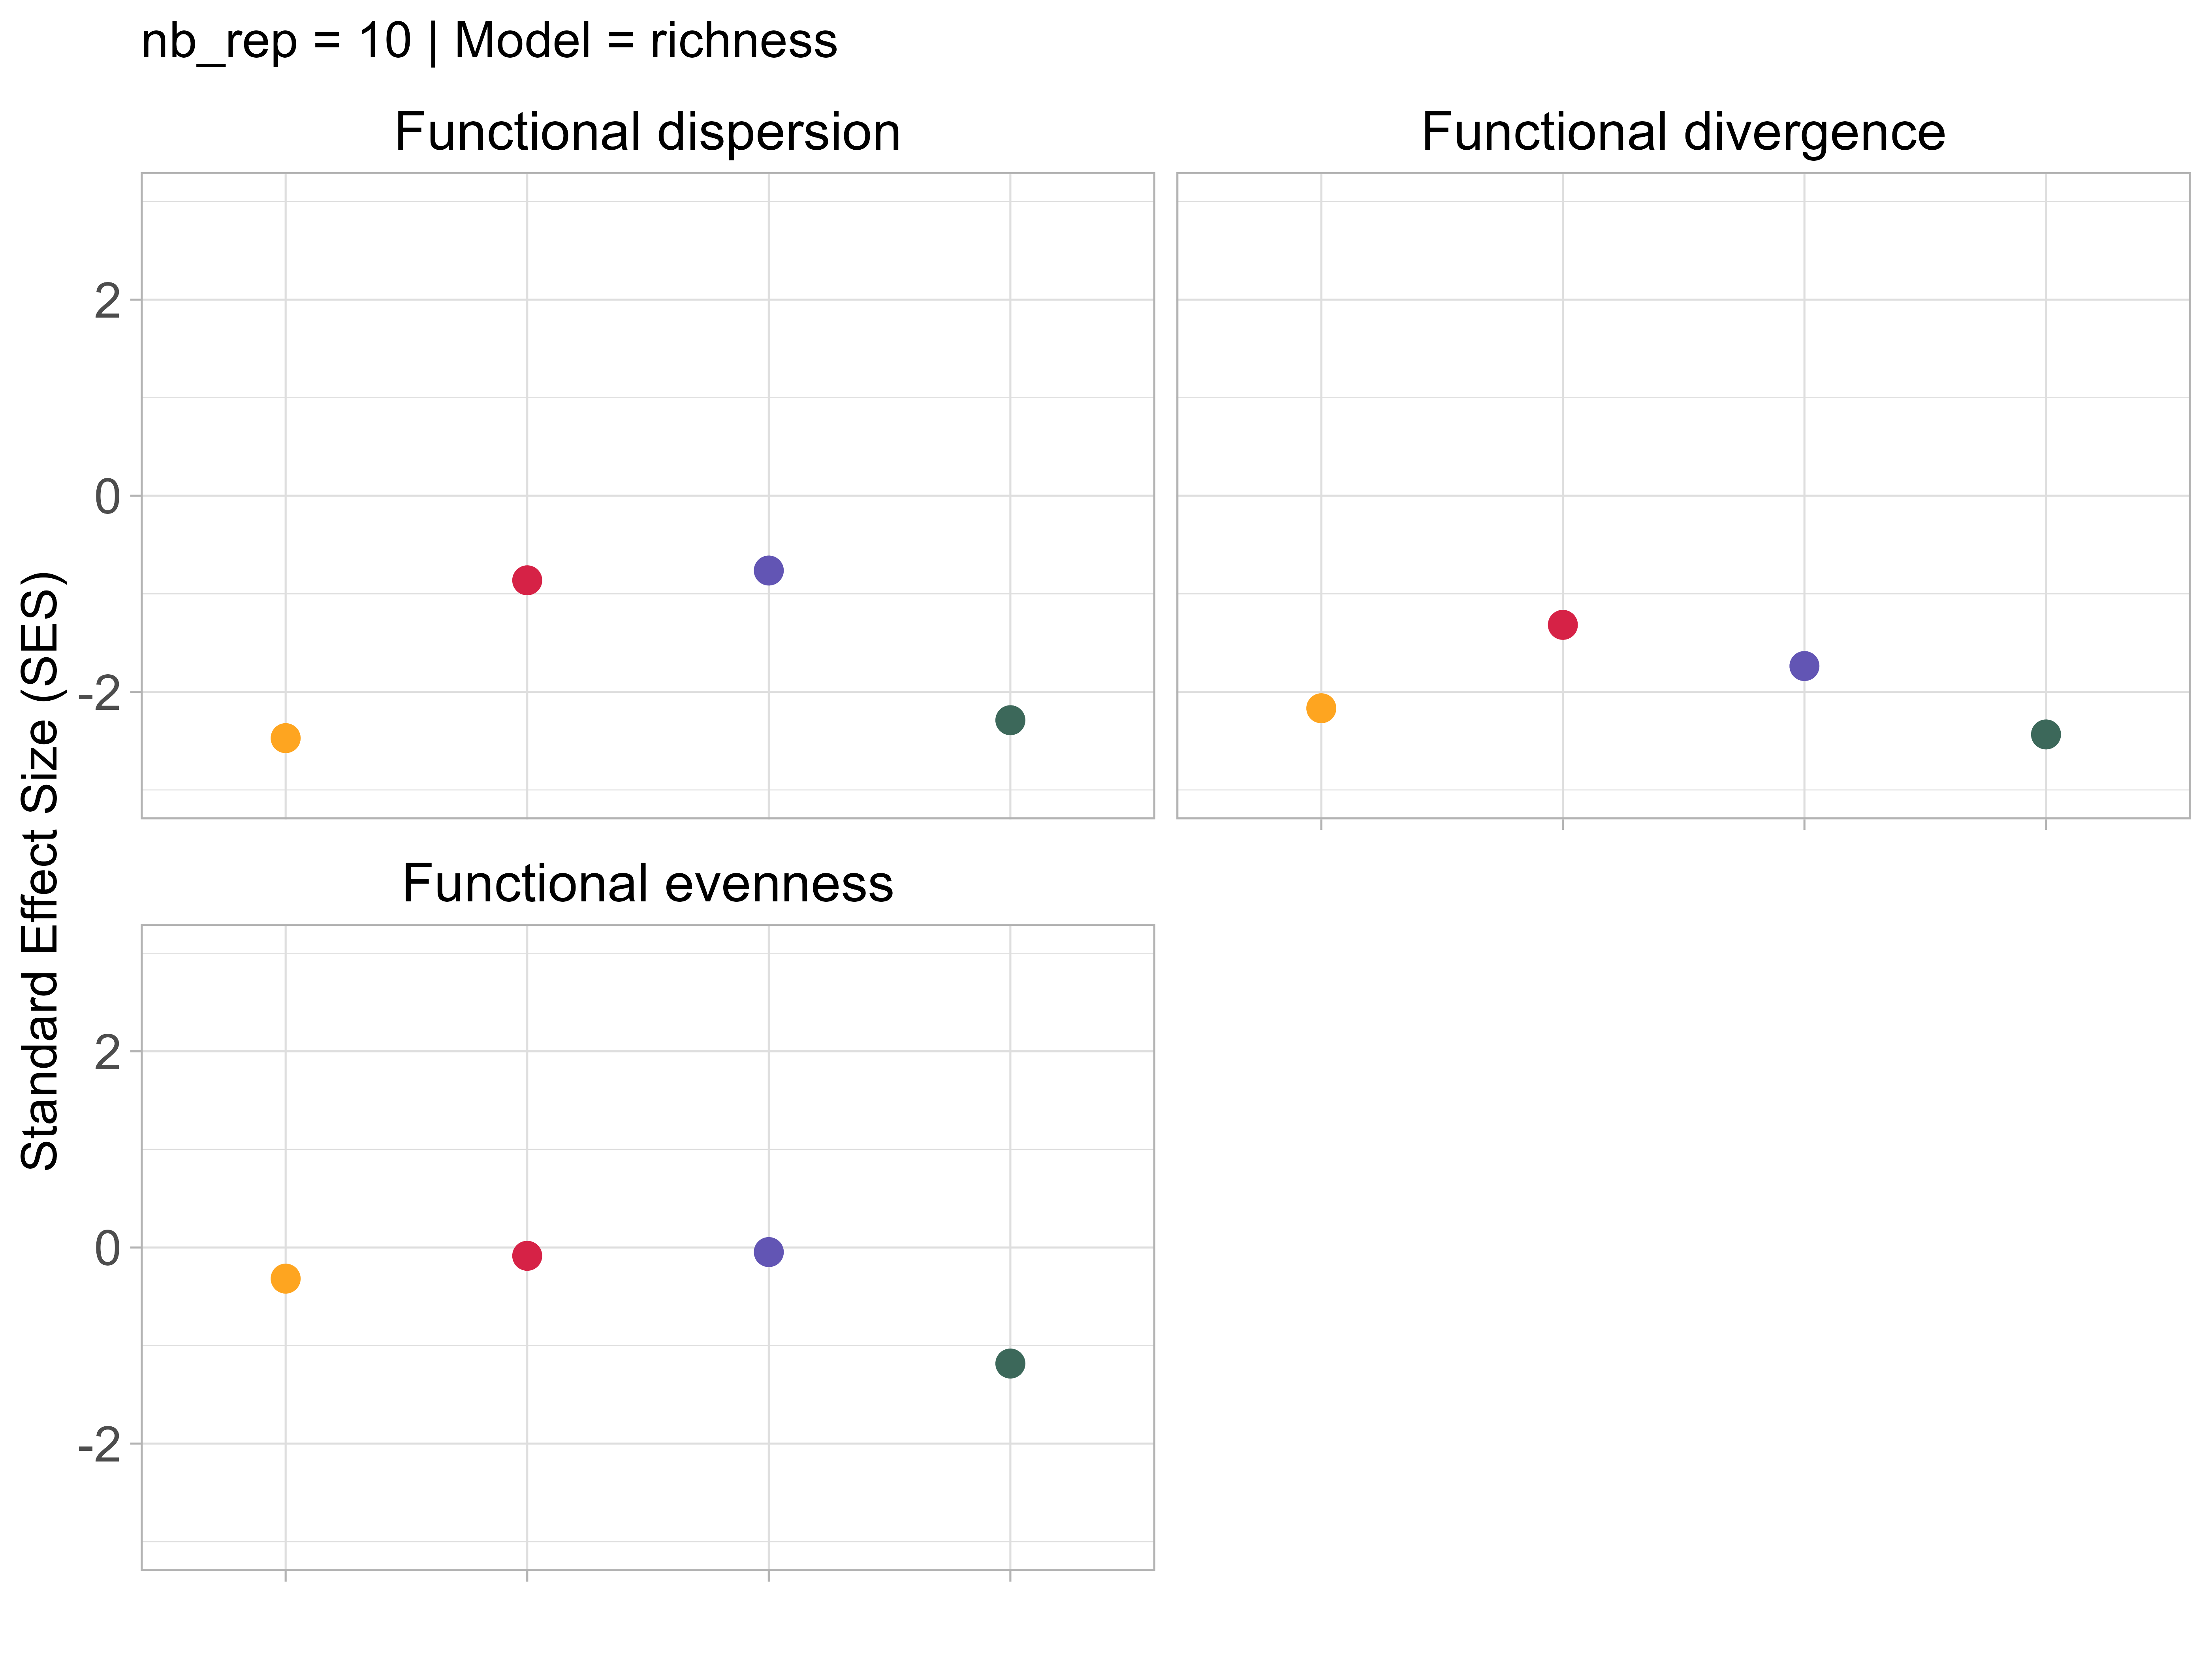 nb_rep = 10 | Model = richness
Functional dispersion
Functional divergence
Standard Effect Size (SES)
2
0
-2
Functional evenness
2
0
-2